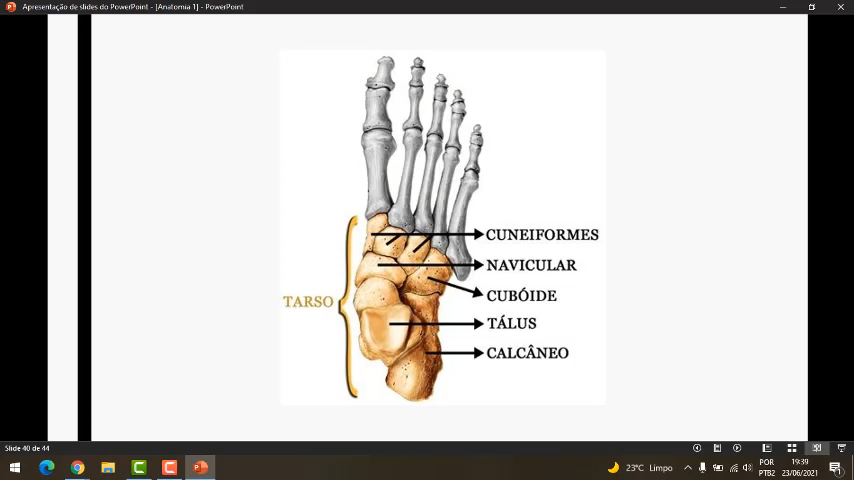 Apresentação de slides do PowerPoint - [Anatomia 1] - PowerPoint
CUNEIFORMES
NAVICULAR
CUBÓIDE
TARSO
TÁLUS
CALCÂNEO
Slide 40 de 44
23°C Limpo
POR
PTB2
19:39
23/06/2021